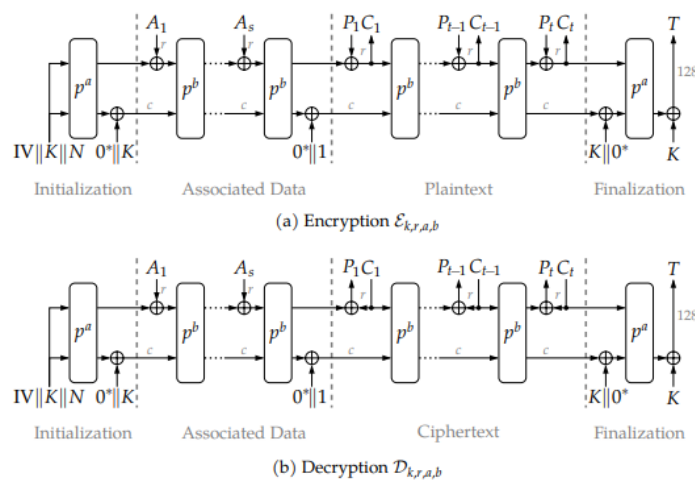 A₁ Aₛ P₁ C₁ Pₜ₋₁ Cₜ₋₁ Pₜ Cₜ T
r r r r r
pᵃ pᵇ pᵇ pᵇ pᵇ pᵃ 128
c c c c
IV‖K‖N 0*‖K 0*‖1 K‖0* K
Initialization Associated Data Plaintext Finalization
(a) Encryption 𝓔ₖ,ᵣ,ₐ,b
A₁ Aₛ P₁ C₁ Pₜ₋₁ Cₜ₋₁ Pₜ Cₜ T
r r r r r
pᵃ pᵇ pᵇ pᵇ pᵇ pᵃ 128
c c c c
IV‖K‖N 0*‖K 0*‖1 K‖0* K
Initialization Associated Data Ciphertext Finalization
(b) Decryption 𝓓ₖ,ᵣ,ₐ,b